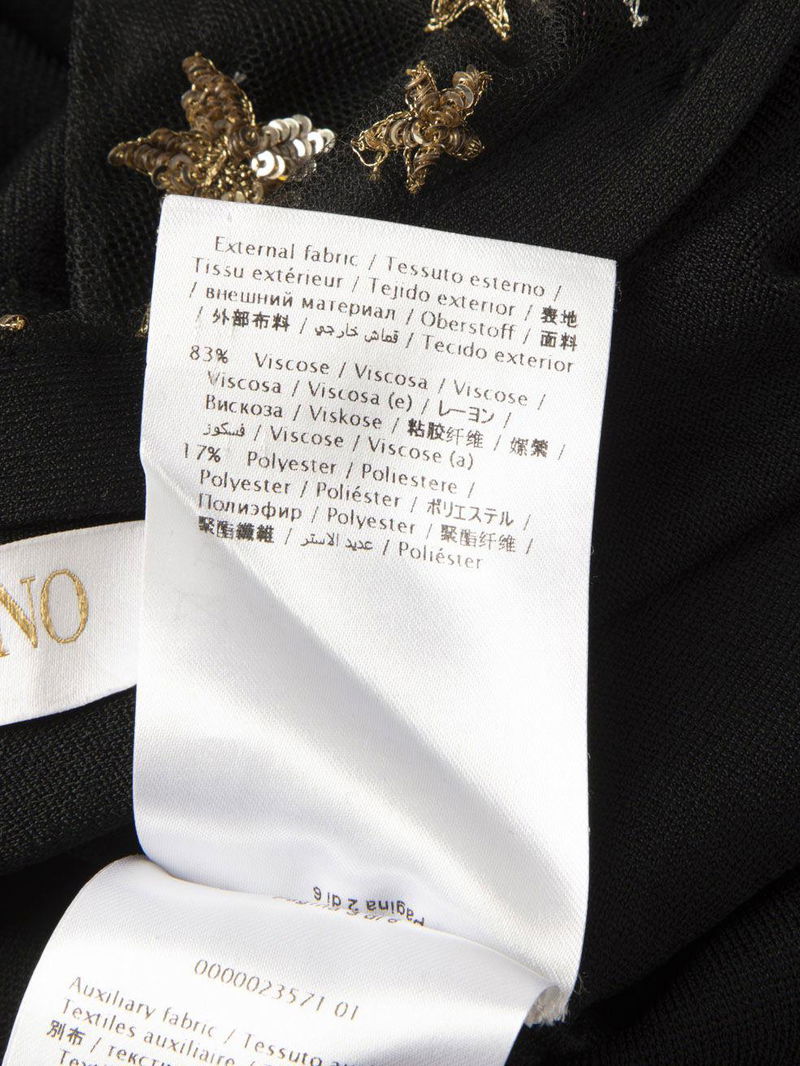 External fabric / Tessuto esterno /
Tissu extérieur / Tejido exterior / 表地
/ внешний материал / Oberstoff / 面料
/ 外部布料 / قماش خارجي / Tecido exterior
83% Viscose / Viscosa / Viscose /
Viscosa / Viscosa (e) / レーヨン /
Вискоза / Viskose / 粘胶纤维 / 嫘縈 /
فسكوز / Viscose / Viscose (a)
17% Polyester / Poliestere /
Polyester / Poliéster / ポリエステル /
Полиэфир / Polyester / 聚酯纤维 /
聚酯纖維 / عديد الاستر / Poliéster
NO
Pagina 2 di 6
0000023571 01
Auxiliary fabric / Tessuto
Textiles auxiliaire /
別布 /